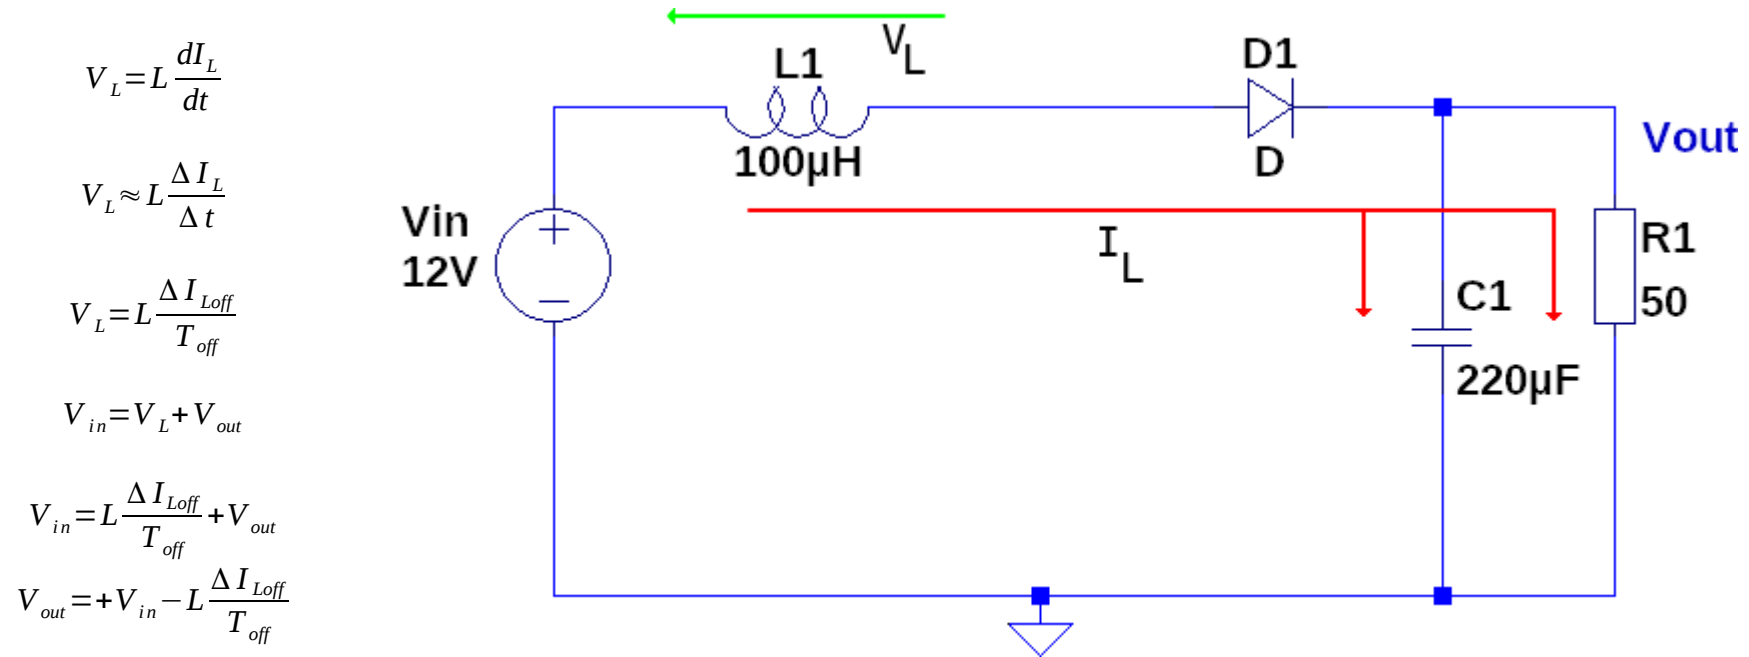 V_L = L dI_L/dt
V_L ≈ L ΔI_L/Δt
V_L = L ΔI_Loff/T_off
V_in = V_L + V_out
V_in = L ΔI_Loff/T_off + V_out
V_out = +V_in − L ΔI_Loff/T_off
V_L
L1
100µH
D1
D
Vout
Vin
12V
I_L
R1
50
C1
220µF